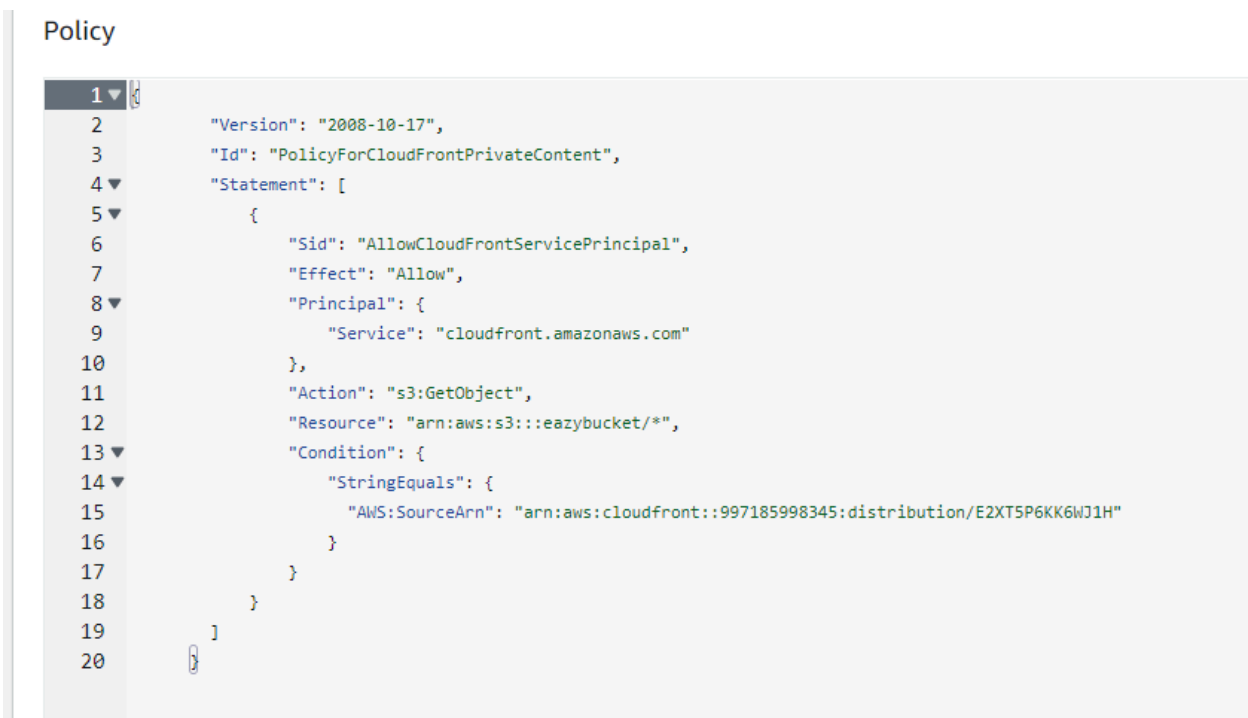 Policy
1 {
2 "Version": "2008-10-17",
3 "Id": "PolicyForCloudFrontPrivateContent",
4 "Statement": [
5 {
6 "Sid": "AllowCloudFrontServicePrincipal",
7 "Effect": "Allow",
8 "Principal": {
9 "Service": "cloudfront.amazonaws.com"
10 },
11 "Action": "s3:GetObject",
12 "Resource": "arn:aws:s3:::eazybucket/*",
13 "Condition": {
14 "StringEquals": {
15 "AWS:SourceArn": "arn:aws:cloudfront::997185998345:distribution/E2XT5P6KK6WJ1H"
16 }
17 }
18 }
19 ]
20 }